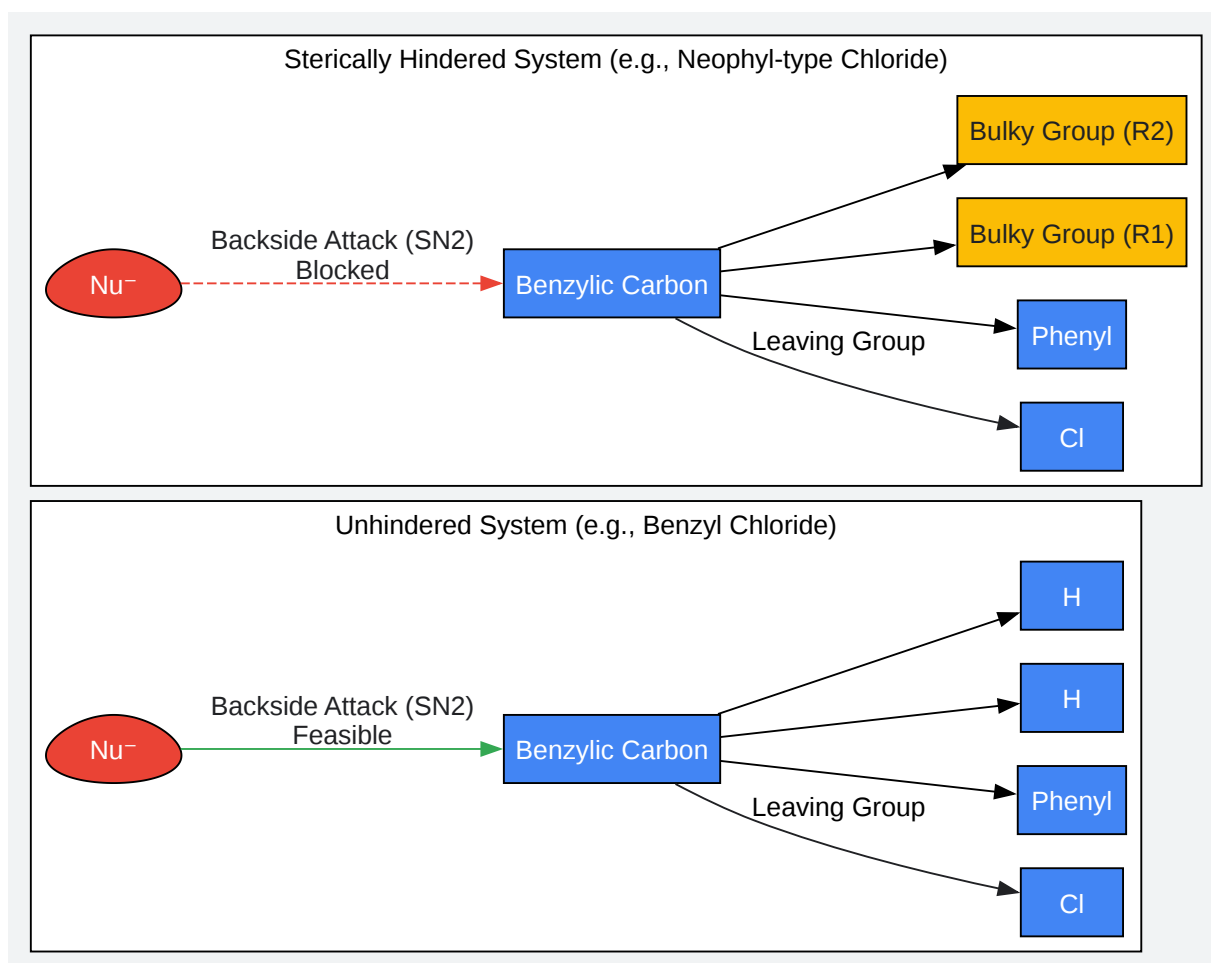 Sterically Hindered System (e.g., Neophyl-type Chloride)
Bulky Group (R2)
Bulky Group (R1)
Backside Attack (SN2)
Blocked
Nu⁻
Benzylic Carbon
Phenyl
Leaving Group
Cl
Unhindered System (e.g., Benzyl Chloride)
H
H
Backside Attack (SN2)
Feasible
Nu⁻
Benzylic Carbon
Phenyl
Leaving Group
Cl